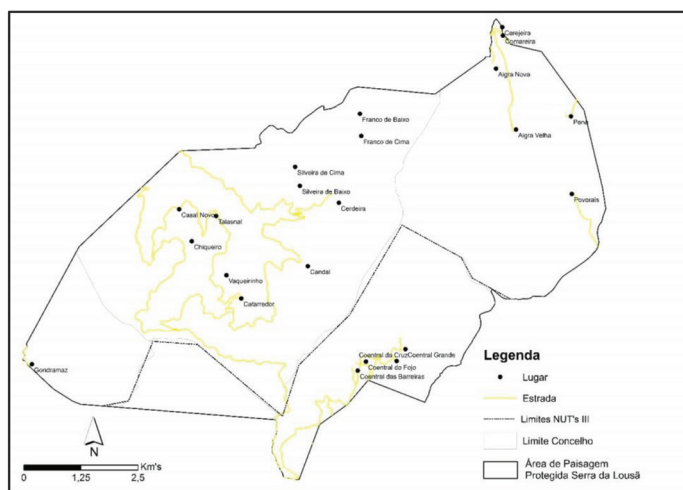 Cerejeira
Comareira
Aigra Nova
Franco de Baixo
Pena
Aigra Velha
Franco de Cima
Silveira de Cima
Silveira de Baixo
Povorais
Cerdeira
Casal Novo
Talasnal
Chiqueiro
Candal
Vaqueirinho
Catarredor
Coentral da Cruz
Coentral Grande
Gondramaz
Coentral do Fojo
Coentral das Barreiras
Legenda
Lugar
Estrada
Limites NUT's III
Limite Concelho
Área de Paisagem
Protegida Serra da Lousã
N
Km's
0
1,25
2,5